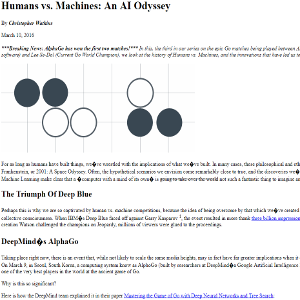 Humans vs. Machines: An AI Odyssey
By Christopher Watkins
March 10, 2016
***Breaking News: AlphaGo has won the first two matches!*** In this, the third in our series on the epic Go matches being played between A
software) and Lee Se-Dol (Current Go World Champion), we look at the history of Humans vs. Machines, and the innovations that have led us to
For as long as humans have built things, we�ve wrestled with the implications of what we�ve built. In many cases, these philosophical and eth
Frankenstein, or 2001: A Space Odyssey. Often, the hypothetical scenarios we envision come remarkably close to true, and the discoveries we�
Machine Learning make clear that a �computer with a mind of its own� is going to take over the world are such a fantastic thing to imagine as
The Triumph Of Deep Blue
Perhaps this is why we are so captivated by human vs. machine competitions, because the idea of being overcome by that which we�ve created
collective consciousness. When IBM�s Deep Blue faced off against Garry Kasparov, the event resulted in more than three billion impressions
creation Watson challenged the champions on Jeopardy, millions of viewers were glued to the proceedings.
DeepMind�s AlphaGo
Taking place right now, there is an event that, while not likely to scale the same media heights, may in fact have far greater implications when it
On March 9, in Seoul, South Korea, a computing system know as AlphaGo (built by researchers at DeepMind�s Google Artificial Intelligence
one of the very best players in the world at the ancient game of Go.
Why is this so significant?
Here is how the DeepMind team explained it in their paper Mastering the Game of Go with Deep Neural Networks and Tree Search: